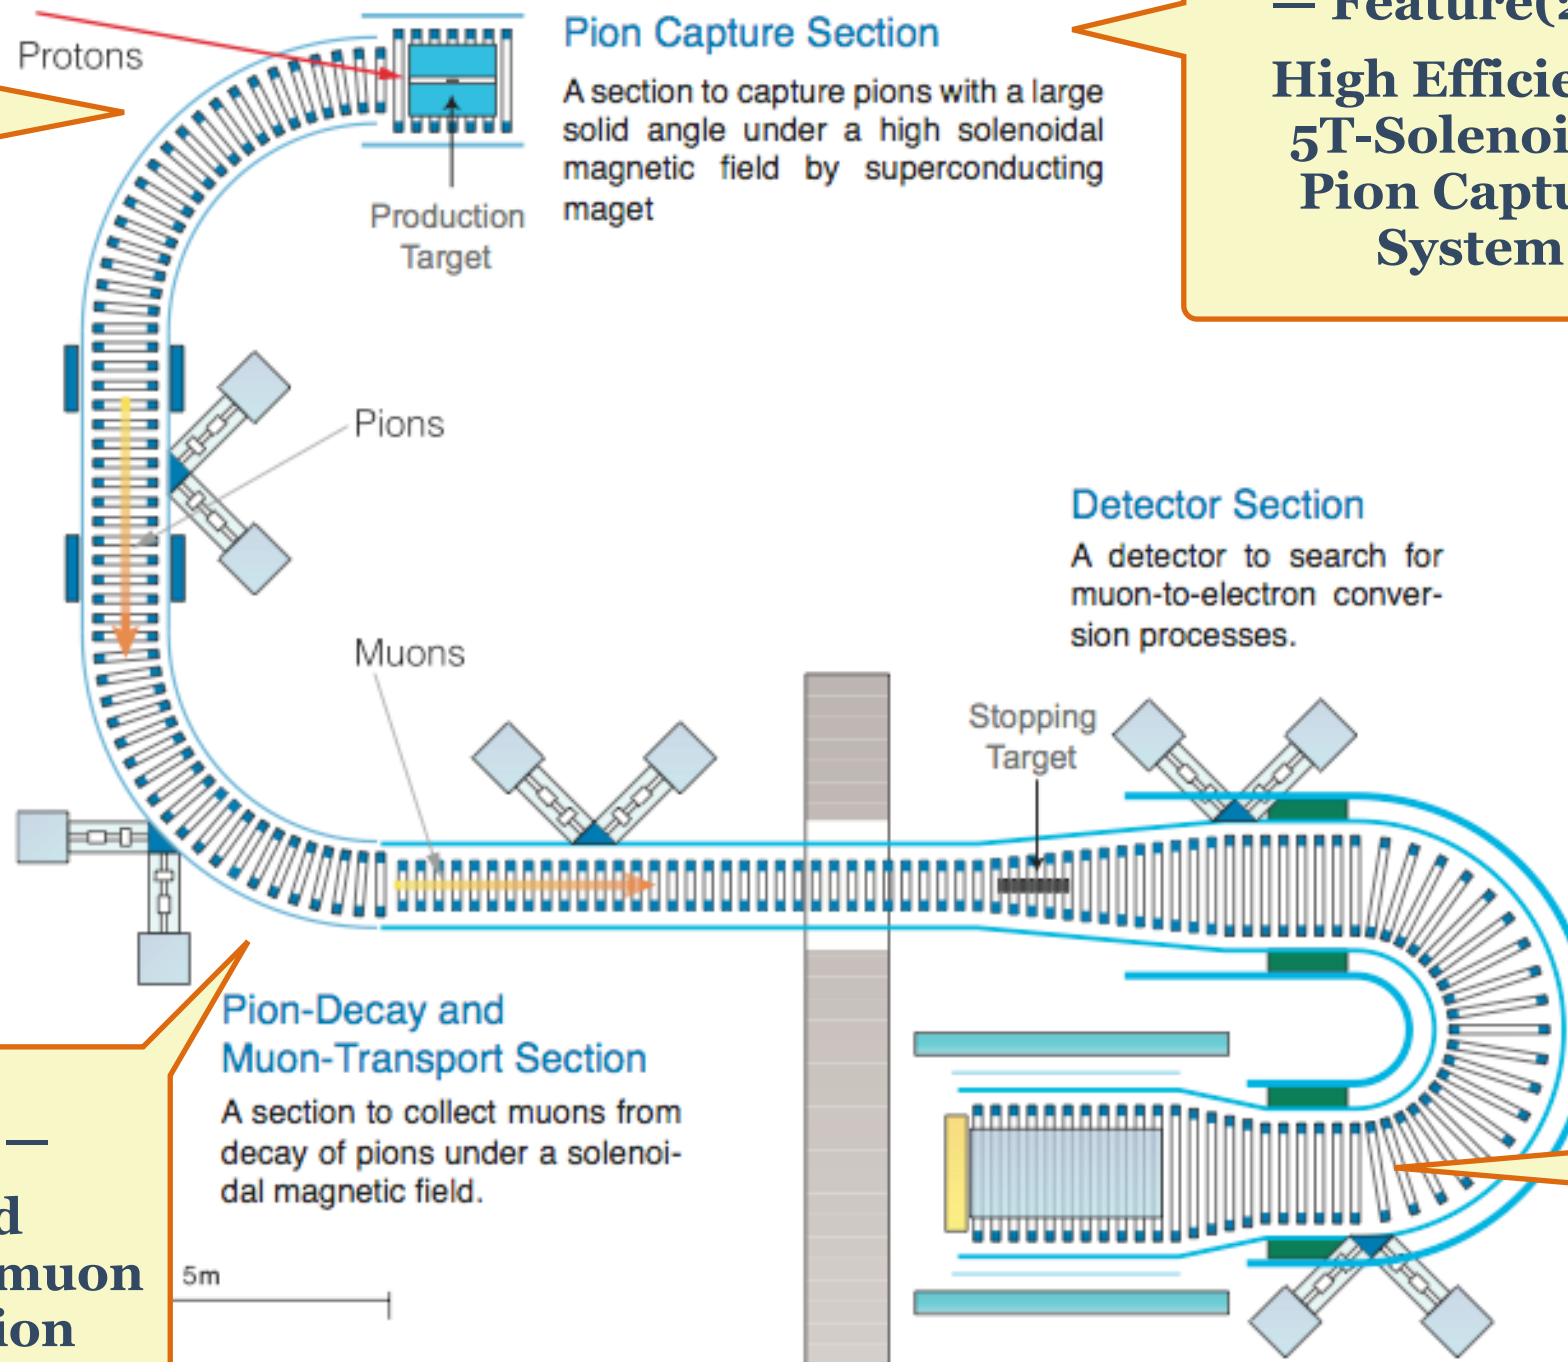 Protons
Pion Capture Section
A section to capture pions with a large
solid angle under a high solenoidal
magnetic field by superconducting
maget
Production
Target
— Feature(
High Efficie
5T-Solenoi
Pion Captu
System
Pions
Muons
Detector Section
A detector to search for
muon-to-electron conver-
sion processes.
Stopping
Target
Pion-Decay and
Muon-Transport Section
A section to collect muons from
decay of pions under a solenoi-
dal magnetic field.
—
d
muon
ion
5m